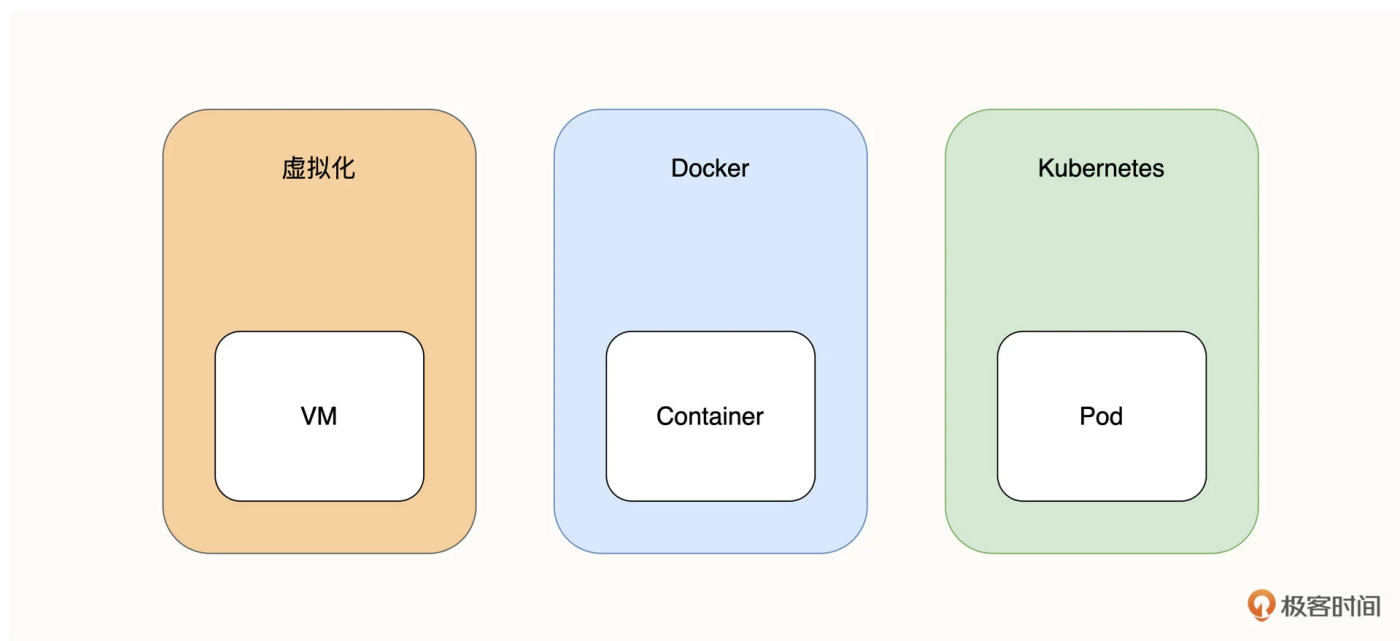 虚拟化
Docker
Kubernetes
VM
Container
Pod
极客时间